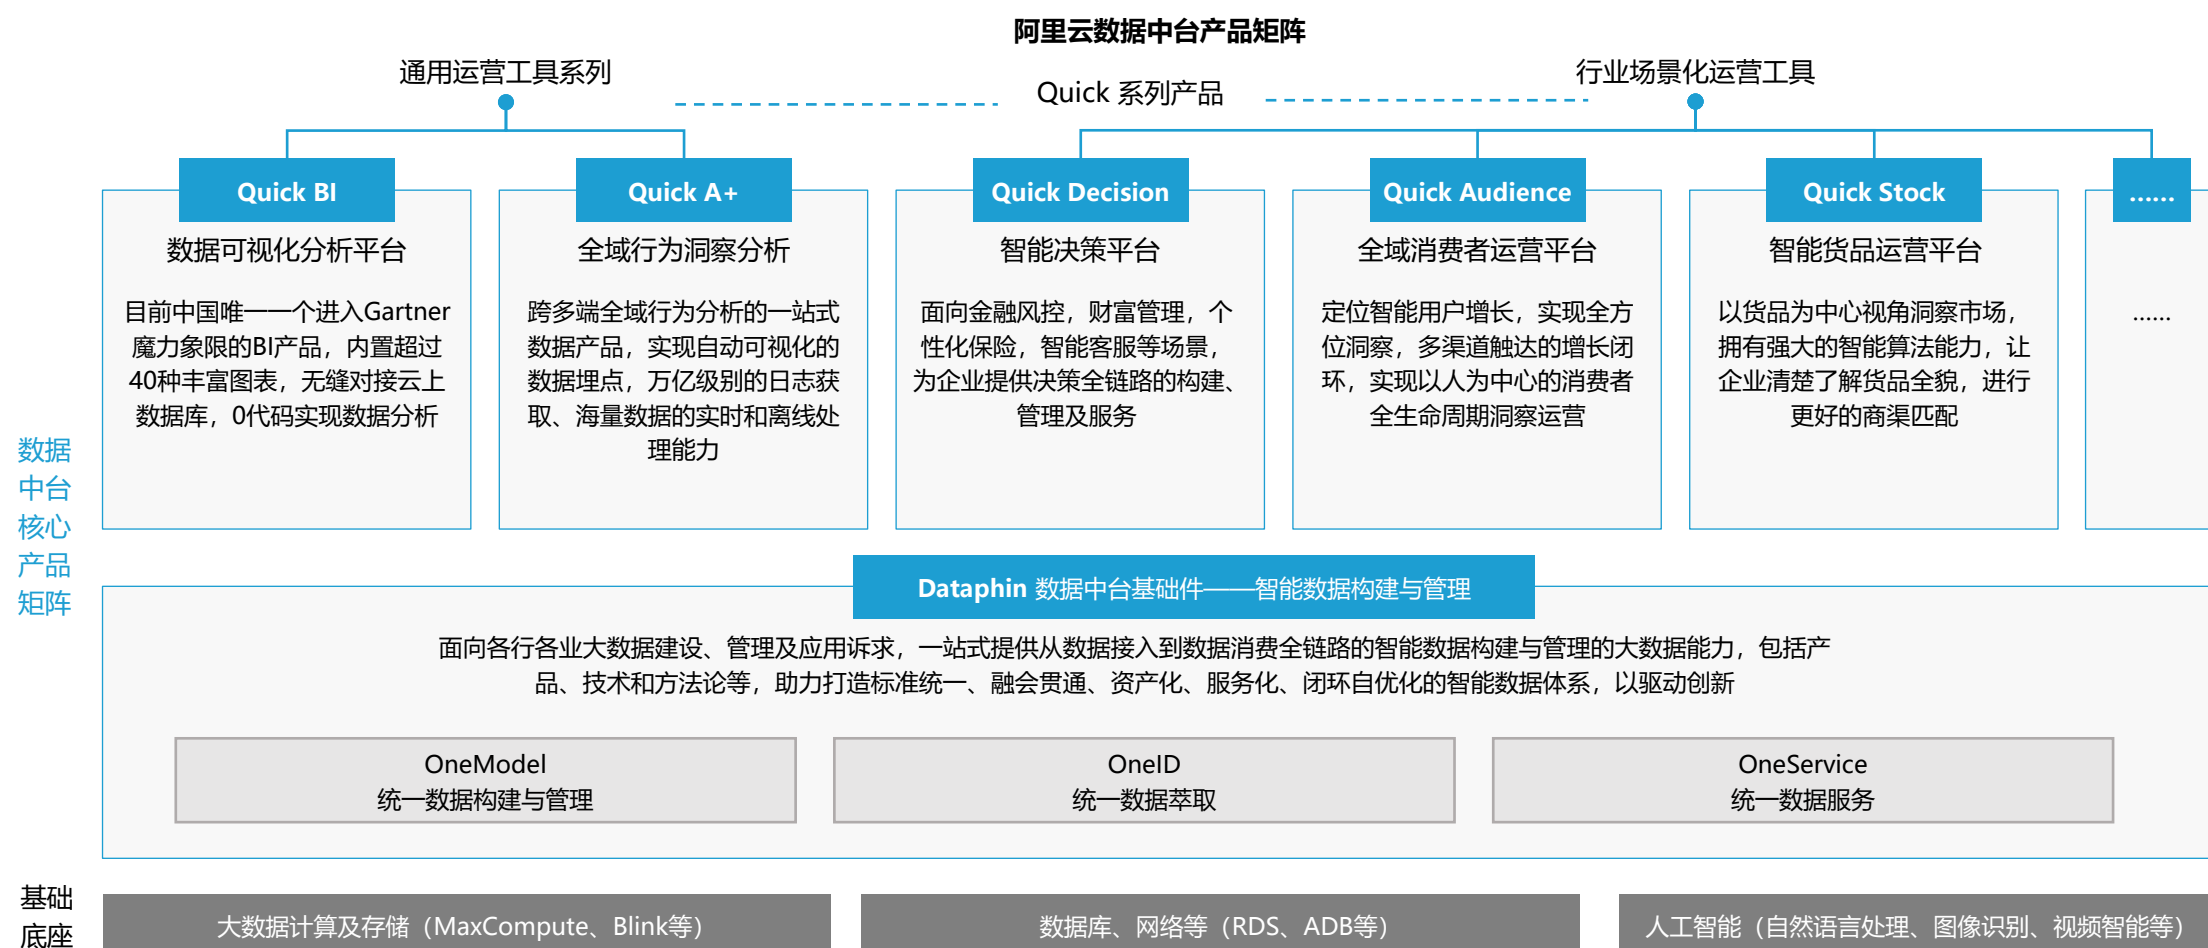 阿里云数据中台产品矩阵
通用运营工具系列
Quick 系列产品
行业场景化运营工具
Quick BI
数据可视化分析平台
目前中国唯一一个进入Gartner
魔力象限的BI产品，内置超过
40种丰富图表，无缝对接云上
数据库，0代码实现数据分析
Quick A+
全域行为洞察分析
跨多端全域行为分析的一站式
数据产品，实现自动可视化的
数据埋点，万亿级别的日志获
取、海量数据的实时和离线处
理能力
Quick Decision
智能决策平台
面向金融风控，财富管理，个
性化保险，智能客服等场景，
为企业提供决策全链路的构建、
管理及服务
Quick Audience
全域消费者运营平台
定位智能用户增长，实现全方
位洞察，多渠道触达的增长闭
环，实现以人为中心的消费者
全生命周期洞察运营
Quick Stock
智能货品运营平台
以货品为中心视角洞察市场，
拥有强大的智能算法能力，让
企业清楚了解货品全貌，进行
更好的商渠匹配
……
……
数据
中台
核心
产品
矩阵
Dataphin 数据中台基础件——智能数据构建与管理
面向各行各业大数据建设、管理及应用诉求，一站式提供从数据接入到数据消费全链路的智能数据构建与管理的大数据能力，包括产
品、技术和方法论等，助力打造标准统一、融会贯通、资产化、服务化、闭环自优化的智能数据体系，以驱动创新
OneModel
统一数据构建与管理
OneID
统一数据萃取
OneService
统一数据服务
基础
底座
大数据计算及存储（MaxCompute、Blink等）
数据库、网络等（RDS、ADB等）
人工智能（自然语言处理、图像识别、视频智能等）